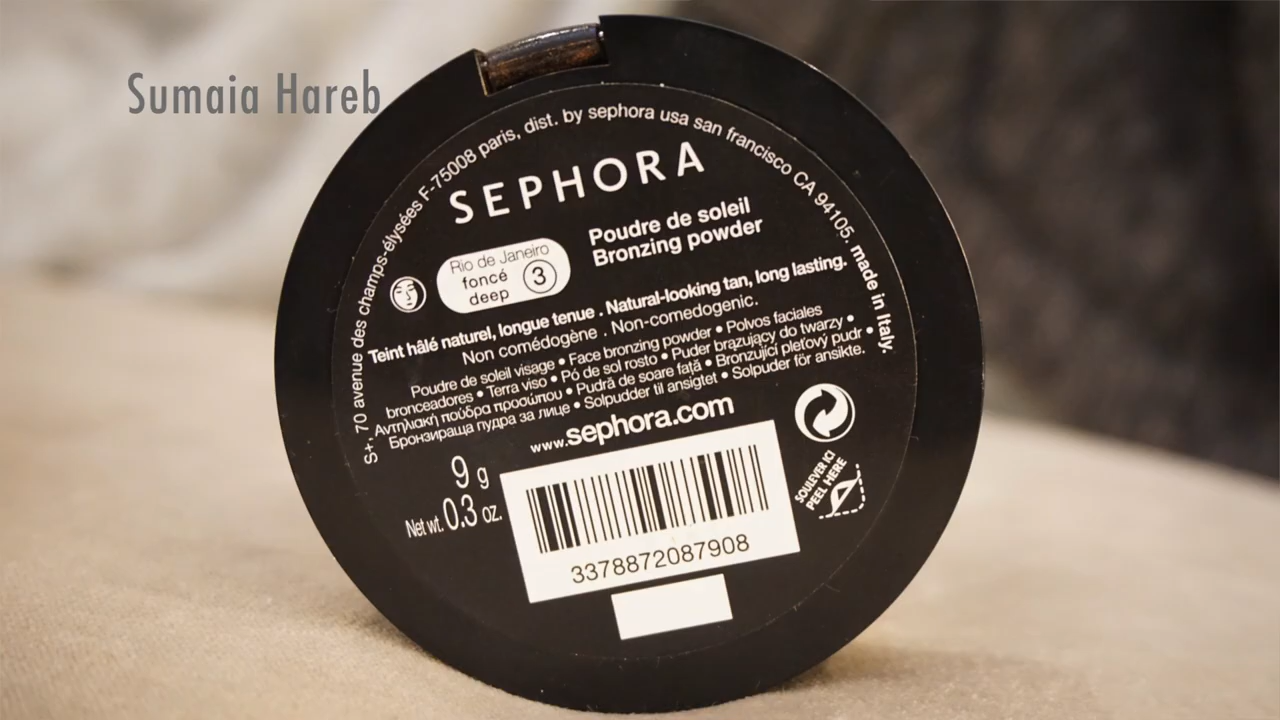 Sumaia Hareb
S+, 70 avenue des champs-élysées F-75008 paris, dist. by sephora usa san francisco CA 94105. made in Italy.
SEPHORA
Poudre de soleil
Bronzing powder
Rio de Janeiro
foncé
deep
3
Teint hâlé naturel, longue tenue . Natural-looking tan, long lasting.
Non comédogène . Non-comedogenic.
Poudre de soleil visage • Face bronzing powder • Polvos faciales
bronceadores • Terra viso • Pó de sol rosto • Puder brązujący do twarzy •
Αντηλιακή πούδρα προσώπου • Pudră de soare faţă • Bronzující pleťový pudr •
Бронзираща пудра за лице • Solpudder til ansigtet • Solpuder för ansikte.
www.sephora.com
9 g
Net wt. 0.3 oz.
3378872087908
SOULEVER ICI
PEEL HERE